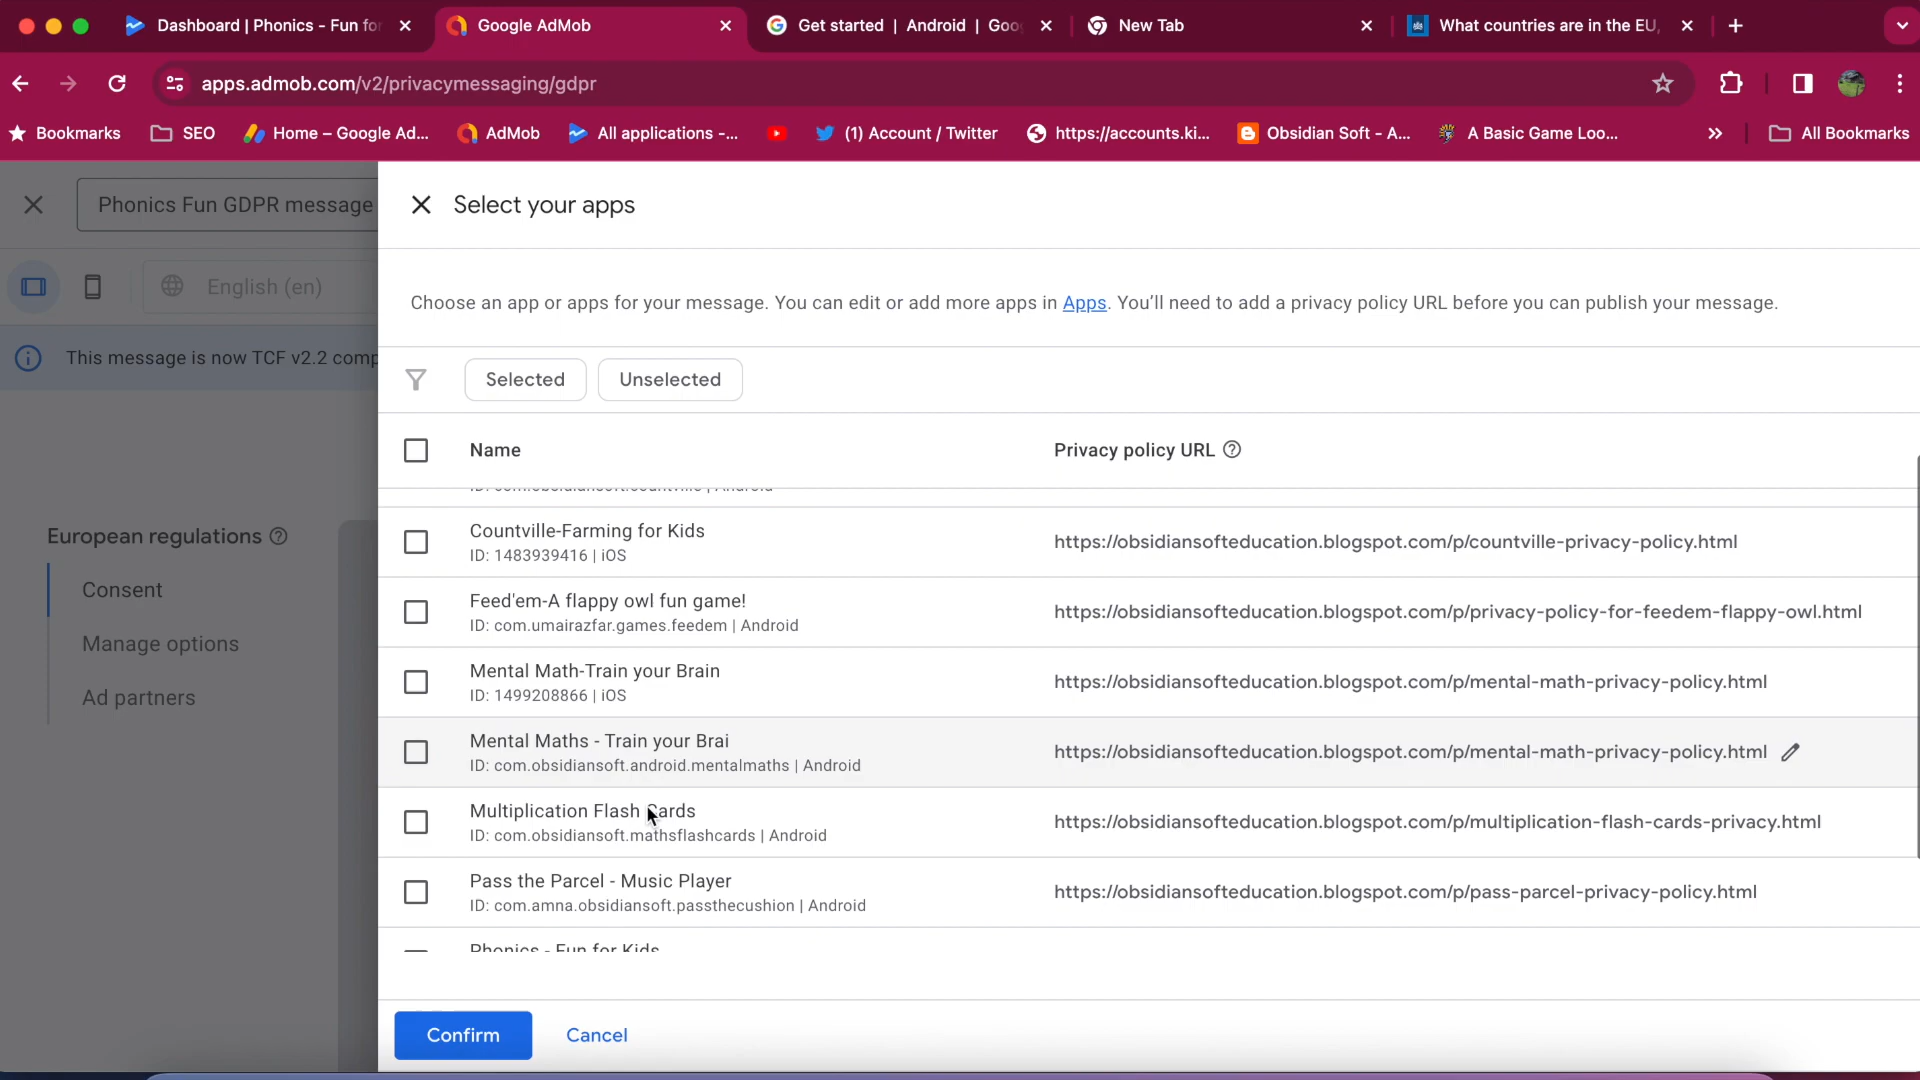 Dashboard | Phonics - Fun for
Google AdMob
Get started | Android | Goo
New Tab
What countries are in the EU,
apps.admob.com/v2/privacymessaging/gdpr
Bookmarks
SEO
Home – Google Ad...
AdMob
All applications -...
(1) Account / Twitter
https://accounts.ki...
Obsidian Soft - A...
A Basic Game Loo...
»
All Bookmarks
Phonics Fun GDPR message
English (en)
This message is now TCF v2.2 comp
European regulations
Consent
Manage options
Ad partners
Select your apps
Choose an app or apps for your message. You can edit or add more apps in Apps. You'll need to add a privacy policy URL before you can publish your message.
Selected
Unselected
Name
Privacy policy URL
ID: com.obsidiansoft.countville | Android
Countville-Farming for Kids
ID: 1483939416 | iOS
https://obsidiansofteducation.blogspot.com/p/countville-privacy-policy.html
Feed'em-A flappy owl fun game!
ID: com.umairazfar.games.feedem | Android
https://obsidiansofteducation.blogspot.com/p/privacy-policy-for-feedem-flappy-owl.html
Mental Math-Train your Brain
ID: 1499208866 | iOS
https://obsidiansofteducation.blogspot.com/p/mental-math-privacy-policy.html
Mental Maths - Train your Brai
ID: com.obsidiansoft.android.mentalmaths | Android
https://obsidiansofteducation.blogspot.com/p/mental-math-privacy-policy.html
Multiplication Flash Cards
ID: com.obsidiansoft.mathsflashcards | Android
https://obsidiansofteducation.blogspot.com/p/multiplication-flash-cards-privacy.html
Pass the Parcel - Music Player
ID: com.amna.obsidiansoft.passthecushion | Android
https://obsidiansofteducation.blogspot.com/p/pass-parcel-privacy-policy.html
Phonics - Fun for Kids
Confirm
Cancel